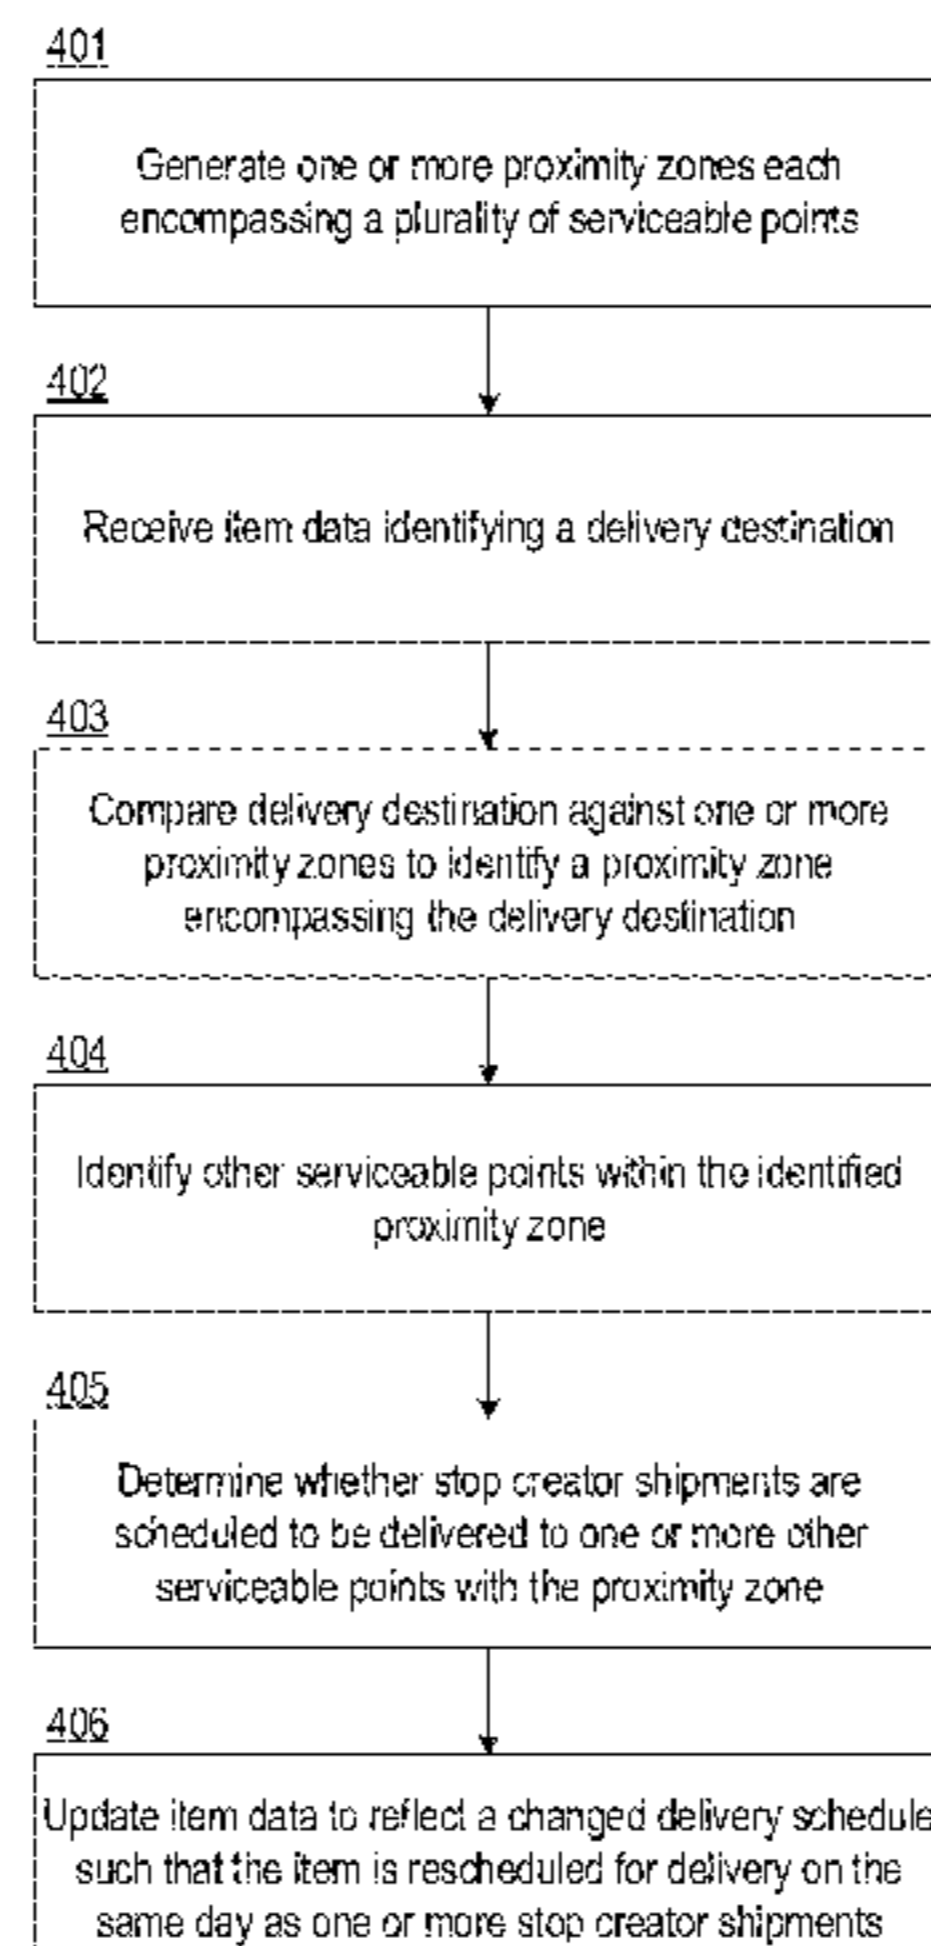 401
Generate one or more proximity zones each
encompassing a plurality of serviceable points
402
Receive item data identifying a delivery destination
403
Compare delivery destination against one or more
proximity zones to identify a proximity zone
encompassing the delivery destination
404
Identify other serviceable points within the identified
proximity zone
405
Determine whether stop creator shipments are
scheduled to be delivered to one or more other
serviceable points with the proximity zone
406
Update item data to reflect a changed delivery schedule
such that the item is rescheduled for delivery on the
same day as one or more stop creator shipments